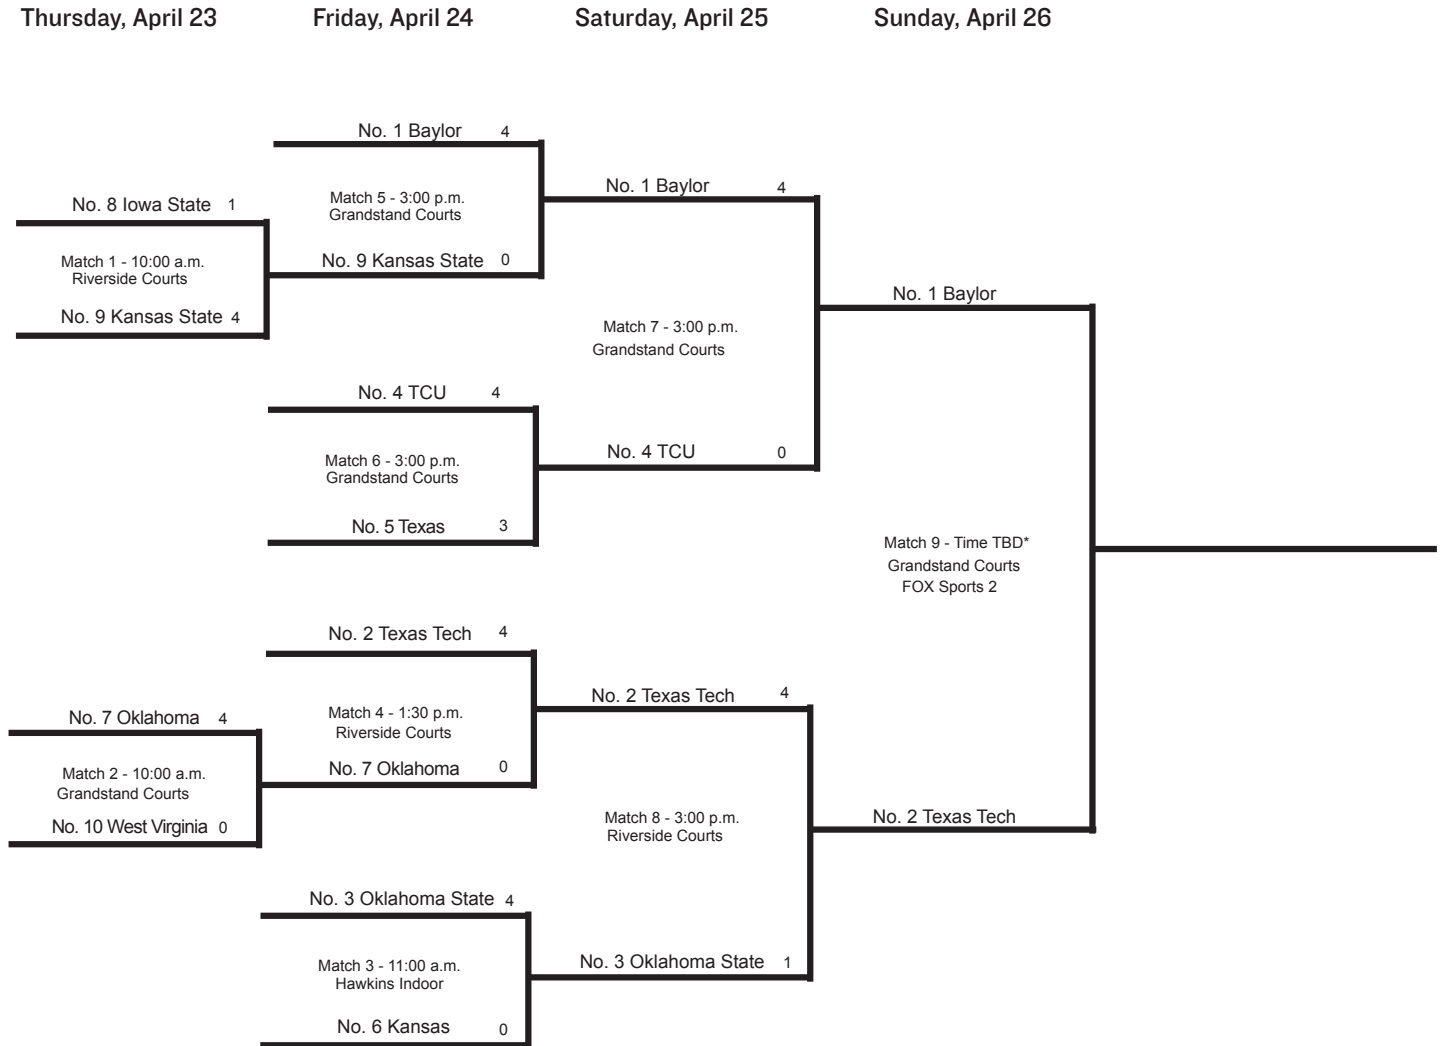 Thursday, April 23
Friday, April 24
Saturday, April 25
Sunday, April 26
No. 8 Iowa State 1
Match 1 - 10:00 a.m.
Riverside Courts
No. 9 Kansas State 4
No. 7 Oklahoma 4
Match 2 - 10:00 a.m.
Grandstand Courts
No. 10 West Virginia 0
No. 1 Baylor 4
Match 5 - 3:00 p.m.
Grandstand Courts
No. 9 Kansas State 0
No. 4 TCU 4
Match 6 - 3:00 p.m.
Grandstand Courts
No. 5 Texas 3
No. 2 Texas Tech 4
Match 4 - 1:30 p.m.
Riverside Courts
No. 7 Oklahoma 0
No. 3 Oklahoma State 4
Match 3 - 11:00 a.m.
Hawkins Indoor
No. 6 Kansas 0
No. 1 Baylor 4
Match 7 - 3:00 p.m.
Grandstand Courts
No. 4 TCU 0
No. 2 Texas Tech 4
Match 8 - 3:00 p.m.
Riverside Courts
No. 3 Oklahoma State 1
No. 1 Baylor
Match 9 - Time TBD*
Grandstand Courts
FOX Sports 2
No. 2 Texas Tech